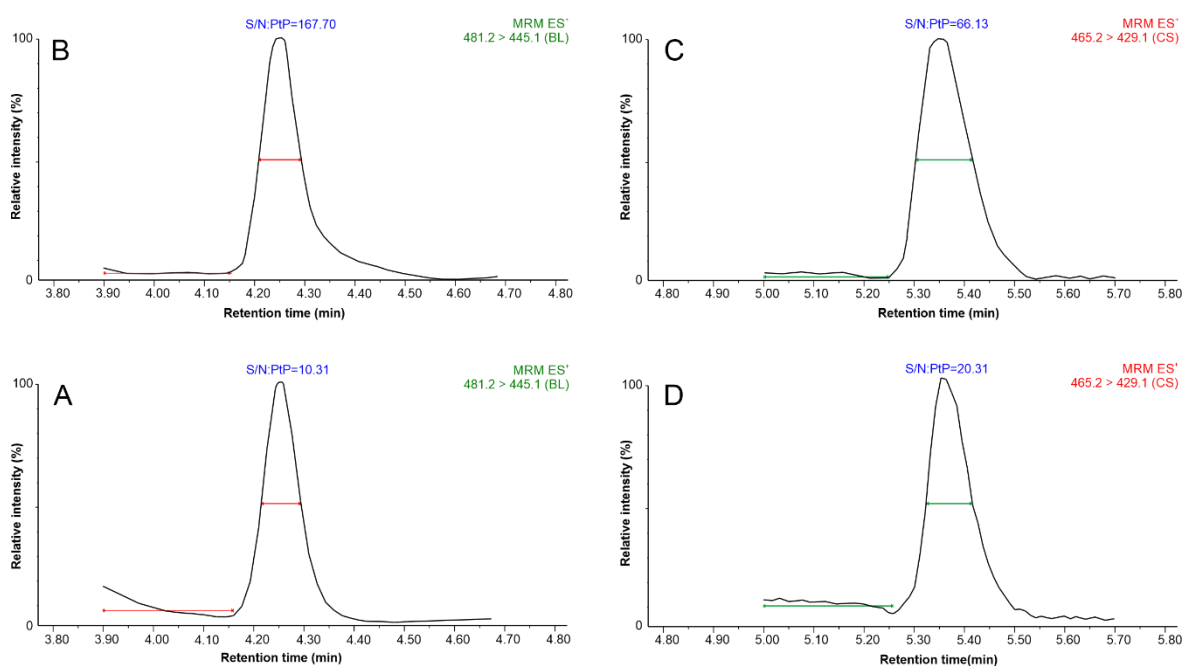 B
S/N:PtP=167.70
MRM ES-
481.2 > 445.1 (BL)
100
0
Relative intensity (%)
3.80 3.90 4.00 4.10 4.20 4.30 4.40 4.50 4.60 4.70 4.80
Retention time (min)
C
S/N:PtP=66.13
MRM ES-
465.2 > 429.1 (CS)
100
0
Relative intensity (%)
4.80 4.90 5.00 5.10 5.20 5.30 5.40 5.50 5.60 5.70 5.80
Retention time (min)
A
S/N:PtP=10.31
MRM ES+
481.2 > 445.1 (BL)
100
0
Relative intensity (%)
3.80 3.90 4.00 4.10 4.20 4.30 4.40 4.50 4.60 4.70 4.80
Retention time (min)
D
S/N:PtP=20.31
MRM ES+
465.2 > 429.1 (CS)
100
0
Relative intensity (%)
4.80 4.90 5.00 5.10 5.20 5.30 5.40 5.50 5.60 5.70 5.80
Retention time(min)